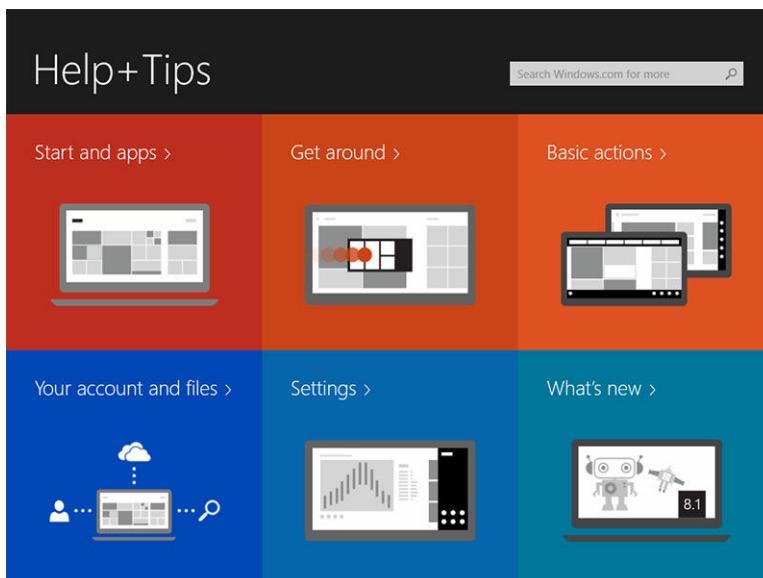 Help+Tips
Search Windows.com for more
Start and apps >
Get around >
Basic actions >
Your account and files >
Settings >
What's new >
8.1